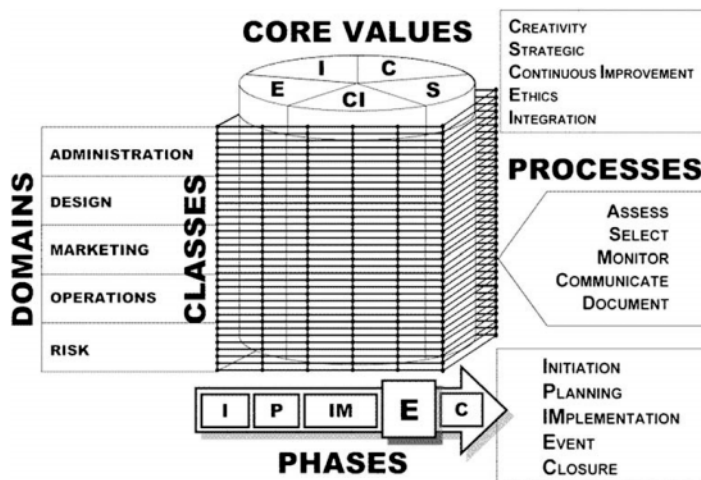 CORE VALUES
I C
E S
CI
CREATIVITY
STRATEGIC
CONTINUOUS IMPROVEMENT
ETHICS
INTEGRATION
DOMAINS
ADMINISTRATION
DESIGN
MARKETING
OPERATIONS
RISK
CLASSES
PROCESSES
ASSESS
SELECT
MONITOR
COMMUNICATE
DOCUMENT
I P IM E C
PHASES
INITIATION
PLANNING
IMPLEMENTATION
EVENT
CLOSURE